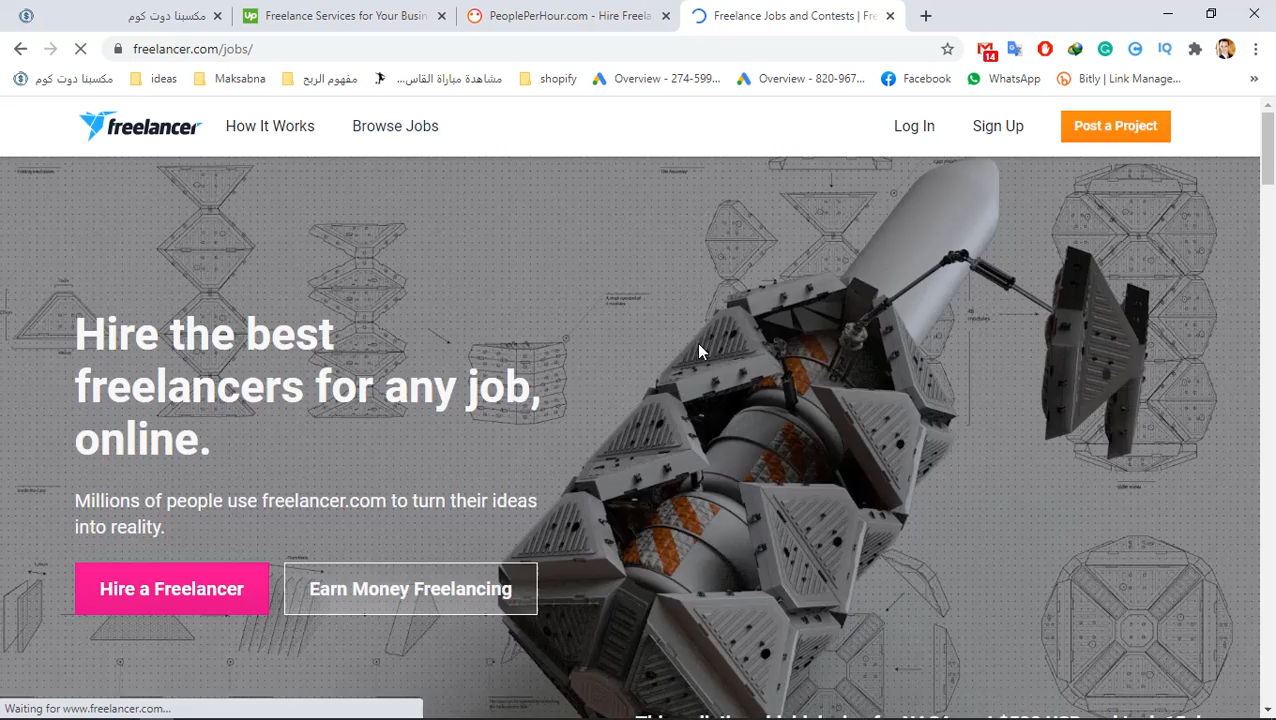 مكسبنا دوت كوم
Freelance Services for Your Busin
PeoplePerHour.com - Hire Freela
Freelance Jobs and Contests | Fre
freelancer.com/jobs/
14
مكسبنا دوت كوم
ideas
Maksabna
مفهوم الربح
مشاهدة مباراة القاس...
shopify
Overview - 274-599...
Overview - 820-967...
Facebook
WhatsApp
Bitly | Link Manage...
freelancer
How It Works
Browse Jobs
Log In
Sign Up
Post a Project
Hire the best
freelancers for any job,
online.
Millions of people use freelancer.com to turn their ideas
into reality.
Hire a Freelancer
Earn Money Freelancing
Waiting for www.freelancer.com...